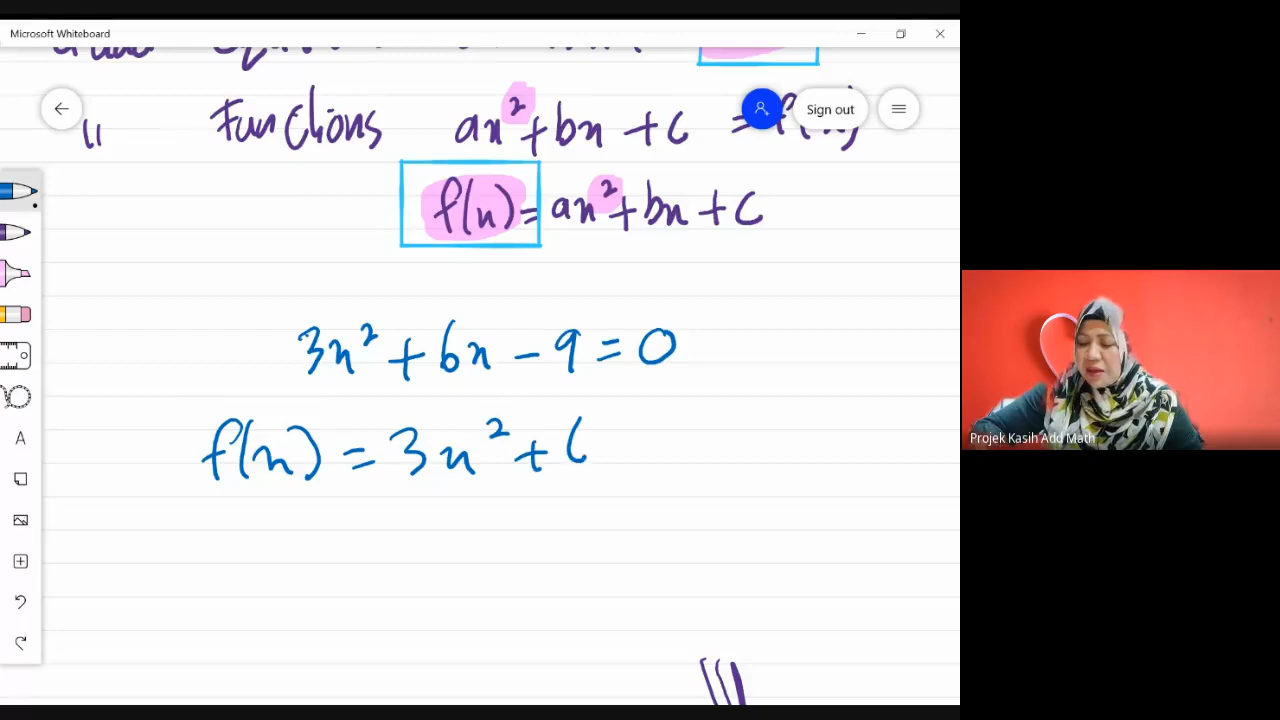 Microsoft Whiteboard
Sign out
" Functions ax²+bx+c = f(x)
f(x) = ax²+bx+c
3x² + 6x - 9 = 0
f(x) = 3x² + 6
A
Projek Kasih Add Math